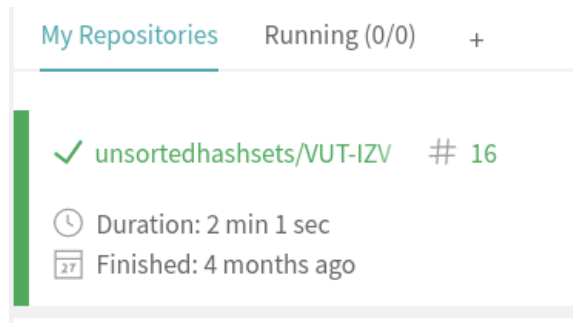 My Repositories Running (0/0) +
unsortedhashsets/VUT-IZV # 16
Duration: 2 min 1 sec
27 Finished: 4 months ago